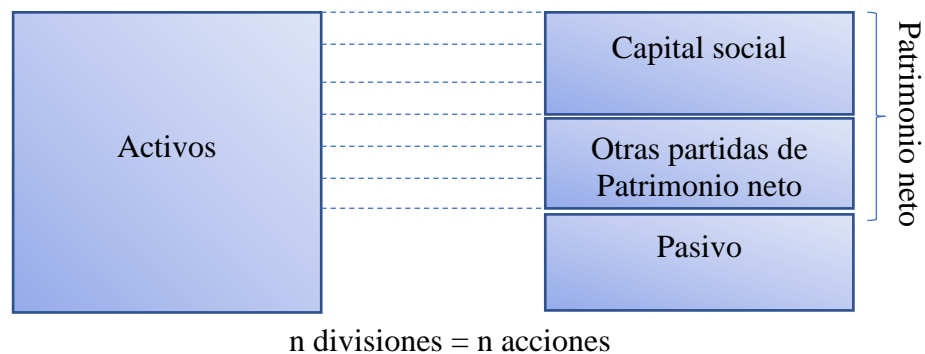 Activos
Capital social
Otras partidas de
Patrimonio neto
Pasivo
Patrimonio neto
n divisiones = n acciones